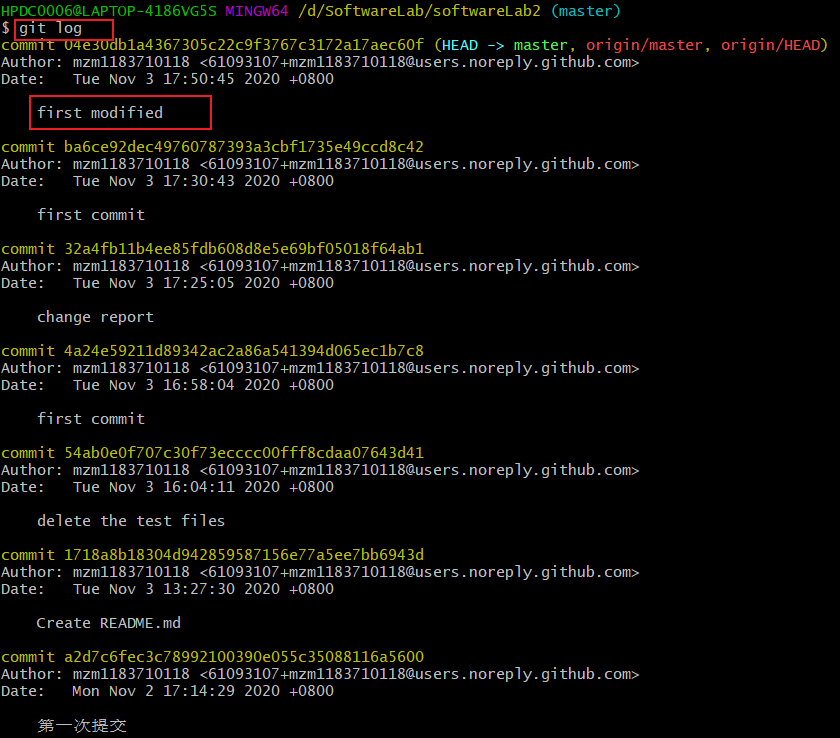 HPDC0006@LAPTOP-4186VG5S MINGW64 /d/SoftwareLab/softwareLab2 (master)
$ git log
commit 04e30db1a4367305c22c9f3767c3172a17aec60f (HEAD -> master, origin/master, origin/HEAD)
Author: mzm1183710118 <61093107+mzm1183710118@users.noreply.github.com>
Date:   Tue Nov 3 17:50:45 2020 +0800
first modified
commit ba6ce92dec49760787393a3cbf1735e49ccd8c42
Author: mzm1183710118 <61093107+mzm1183710118@users.noreply.github.com>
Date:   Tue Nov 3 17:30:43 2020 +0800
first commit
commit 32a4fb11b4ee85fdb608d8e5e69bf05018f64ab1
Author: mzm1183710118 <61093107+mzm1183710118@users.noreply.github.com>
Date:   Tue Nov 3 17:25:05 2020 +0800
change report
commit 4a24e59211d89342ac2a86a541394d065ec1b7c8
Author: mzm1183710118 <61093107+mzm1183710118@users.noreply.github.com>
Date:   Tue Nov 3 16:58:04 2020 +0800
first commit
commit 54ab0e0f707c30f73ecccc00fff8cdaa07643d41
Author: mzm1183710118 <61093107+mzm1183710118@users.noreply.github.com>
Date:   Tue Nov 3 16:04:11 2020 +0800
delete the test files
commit 1718a8b18304d942859587156e77a5ee7bb6943d
Author: mzm1183710118 <61093107+mzm1183710118@users.noreply.github.com>
Date:   Tue Nov 3 13:27:30 2020 +0800
Create README.md
commit a2d7c6fec3c78992100390e055c35088116a5600
Author: mzm1183710118 <61093107+mzm1183710118@users.noreply.github.com>
Date:   Mon Nov 2 17:14:29 2020 +0800
第一次提交